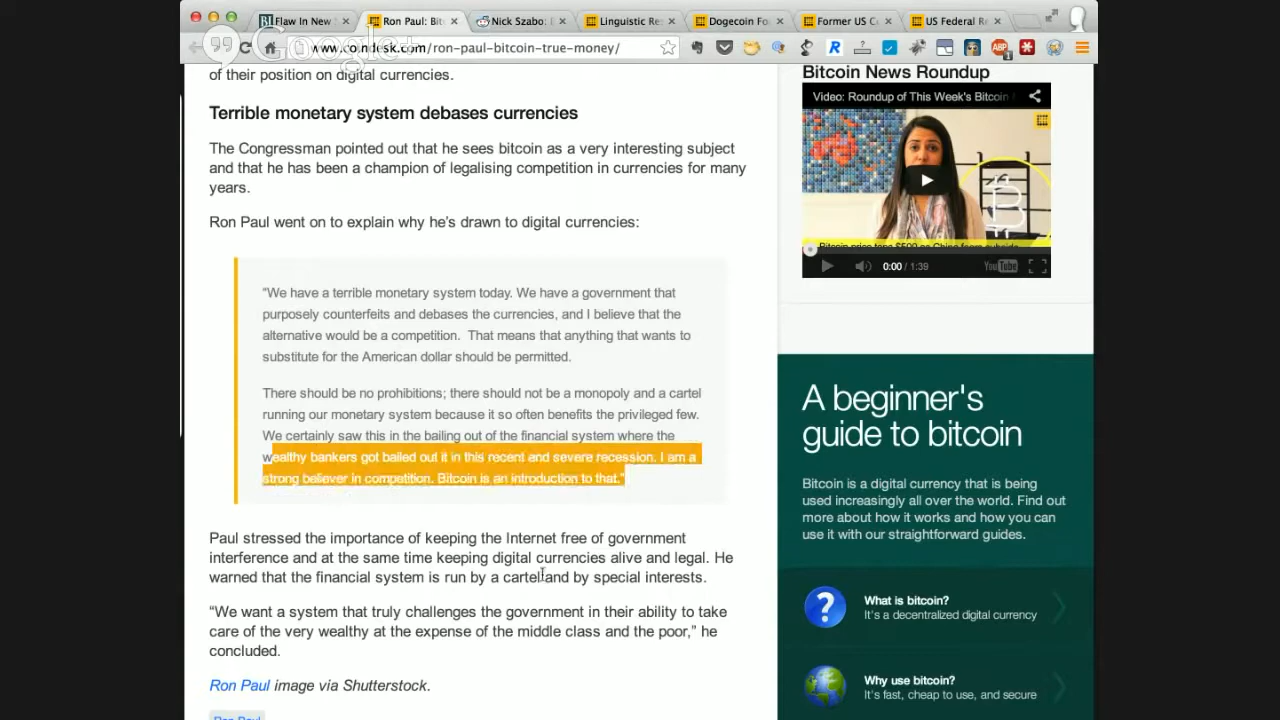 Flaw In New
Ron Paul: Bit
Nick Szabo:
Linguistic Re
Dogecoin Fo
Former US C
US Federal R
Google+
www.coindesk.com/ron-paul-bitcoin-true-money/
of their position on digital currencies.
Terrible monetary system debases currencies
The Congressman pointed out that he sees bitcoin as a very interesting subject
and that he has been a champion of legalising competition in currencies for many
years.
Ron Paul went on to explain why he's drawn to digital currencies:
“We have a terrible monetary system today. We have a government that
purposely counterfeits and debases the currencies, and I believe that the
alternative would be a competition. That means that anything that wants to
substitute for the American dollar should be permitted.
There should be no prohibitions; there should not be a monopoly and a cartel
running our monetary system because it so often benefits the privileged few.
We certainly saw this in the bailing out of the financial system where the
wealthy bankers got bailed out it in this recent and severe recession. I am a
strong believer in competition. Bitcoin is an introduction to that.”
Paul stressed the importance of keeping the Internet free of government
interference and at the same time keeping digital currencies alive and legal. He
warned that the financial system is run by a cartel and by special interests.
“We want a system that truly challenges the government in their ability to take
care of the very wealthy at the expense of the middle class and the poor,” he
concluded.
Ron Paul image via Shutterstock.
Ron Paul
Bitcoin News Roundup
Video: Roundup of This Week's Bitcoin
Bitcoin price tops $500 as China fears subside
0:00 / 1:39
YouTube
A beginner's
guide to bitcoin
Bitcoin is a digital currency that is being
used increasingly all over the world. Find out
more about how it works and how you can
use it with our straightforward guides.
What is bitcoin?
It's a decentralized digital currency
Why use bitcoin?
It's fast, cheap to use, and secure